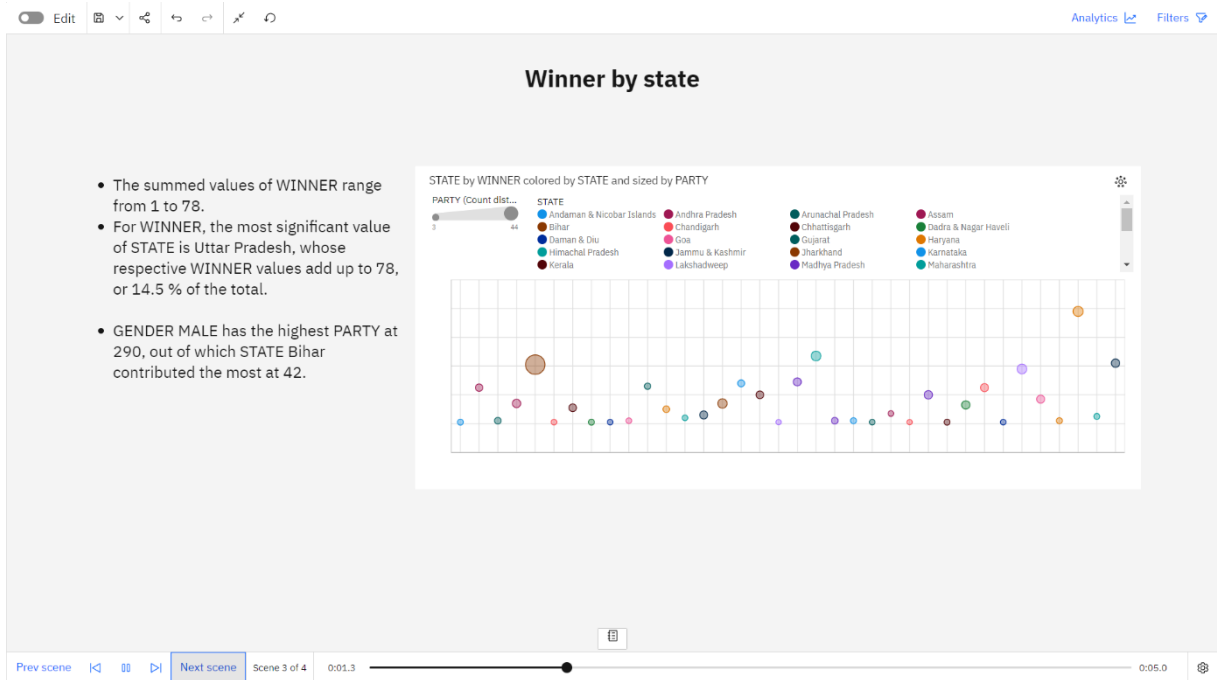 Edit
Analytics
Filters
Winner by state
• The summed values of WINNER range
from 1 to 78.
• For WINNER, the most significant value
of STATE is Uttar Pradesh, whose
respective WINNER values add up to 78,
or 14.5 % of the total.
• GENDER MALE has the highest PARTY at
290, out of which STATE Bihar
contributed the most at 42.
STATE by WINNER colored by STATE and sized by PARTY
PARTY (Count dist...
3 44
STATE
Andaman & Nicobar Islands Andhra Pradesh Arunachal Pradesh Assam
Bihar Chandigarh Chhattisgarh Dadra & Nagar Haveli
Daman & Diu Goa Gujarat Haryana
Himachal Pradesh Jammu & Kashmir Jharkhand Karnataka
Kerala Lakshadweep Madhya Pradesh Maharashtra
Prev scene Next scene Scene 3 of 4 0:01.3 0:05.0